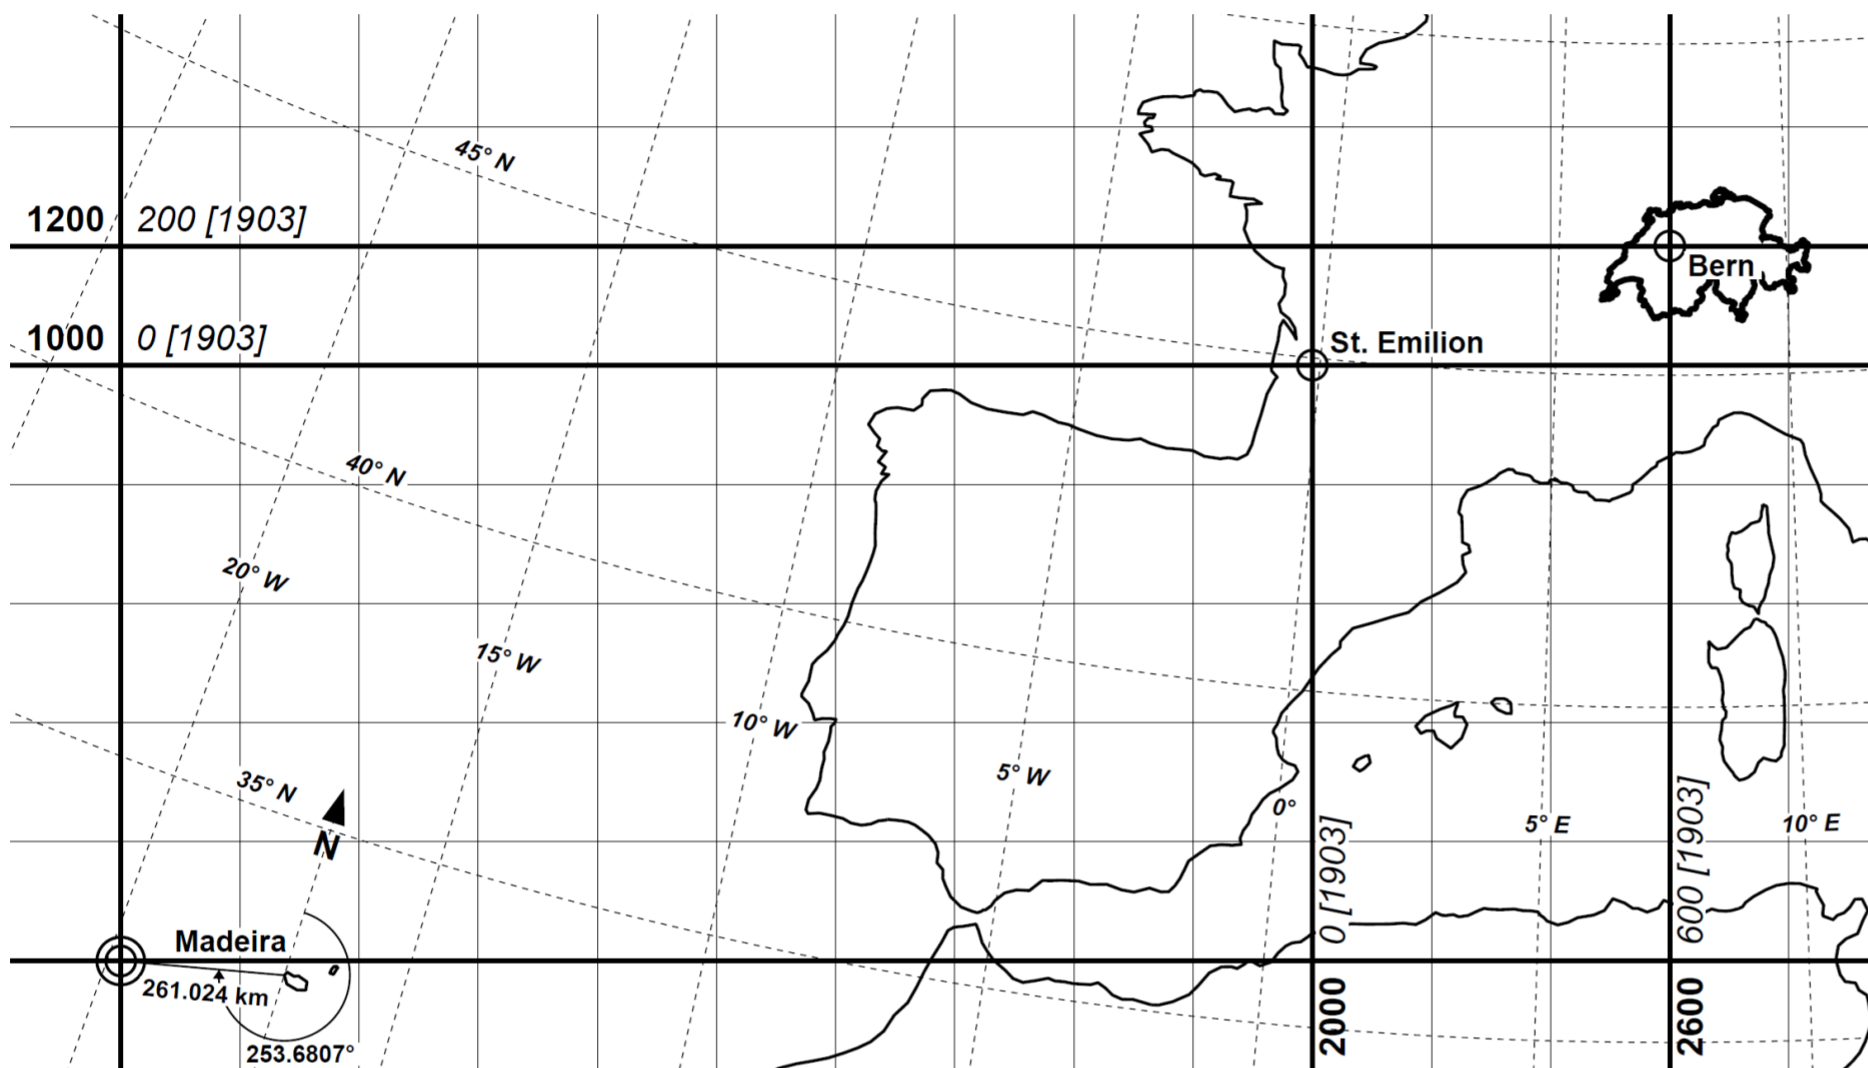 45° N
1200
200 [1903]
Bern
1000
0 [1903]
St. Emilion
40° N
20° W
15° W
10° W
5° W
35° N
0°
5° E
10° E
N
0 [1903]
600 [1903]
Madeira
261.024 km
253.6807°
2000
2600